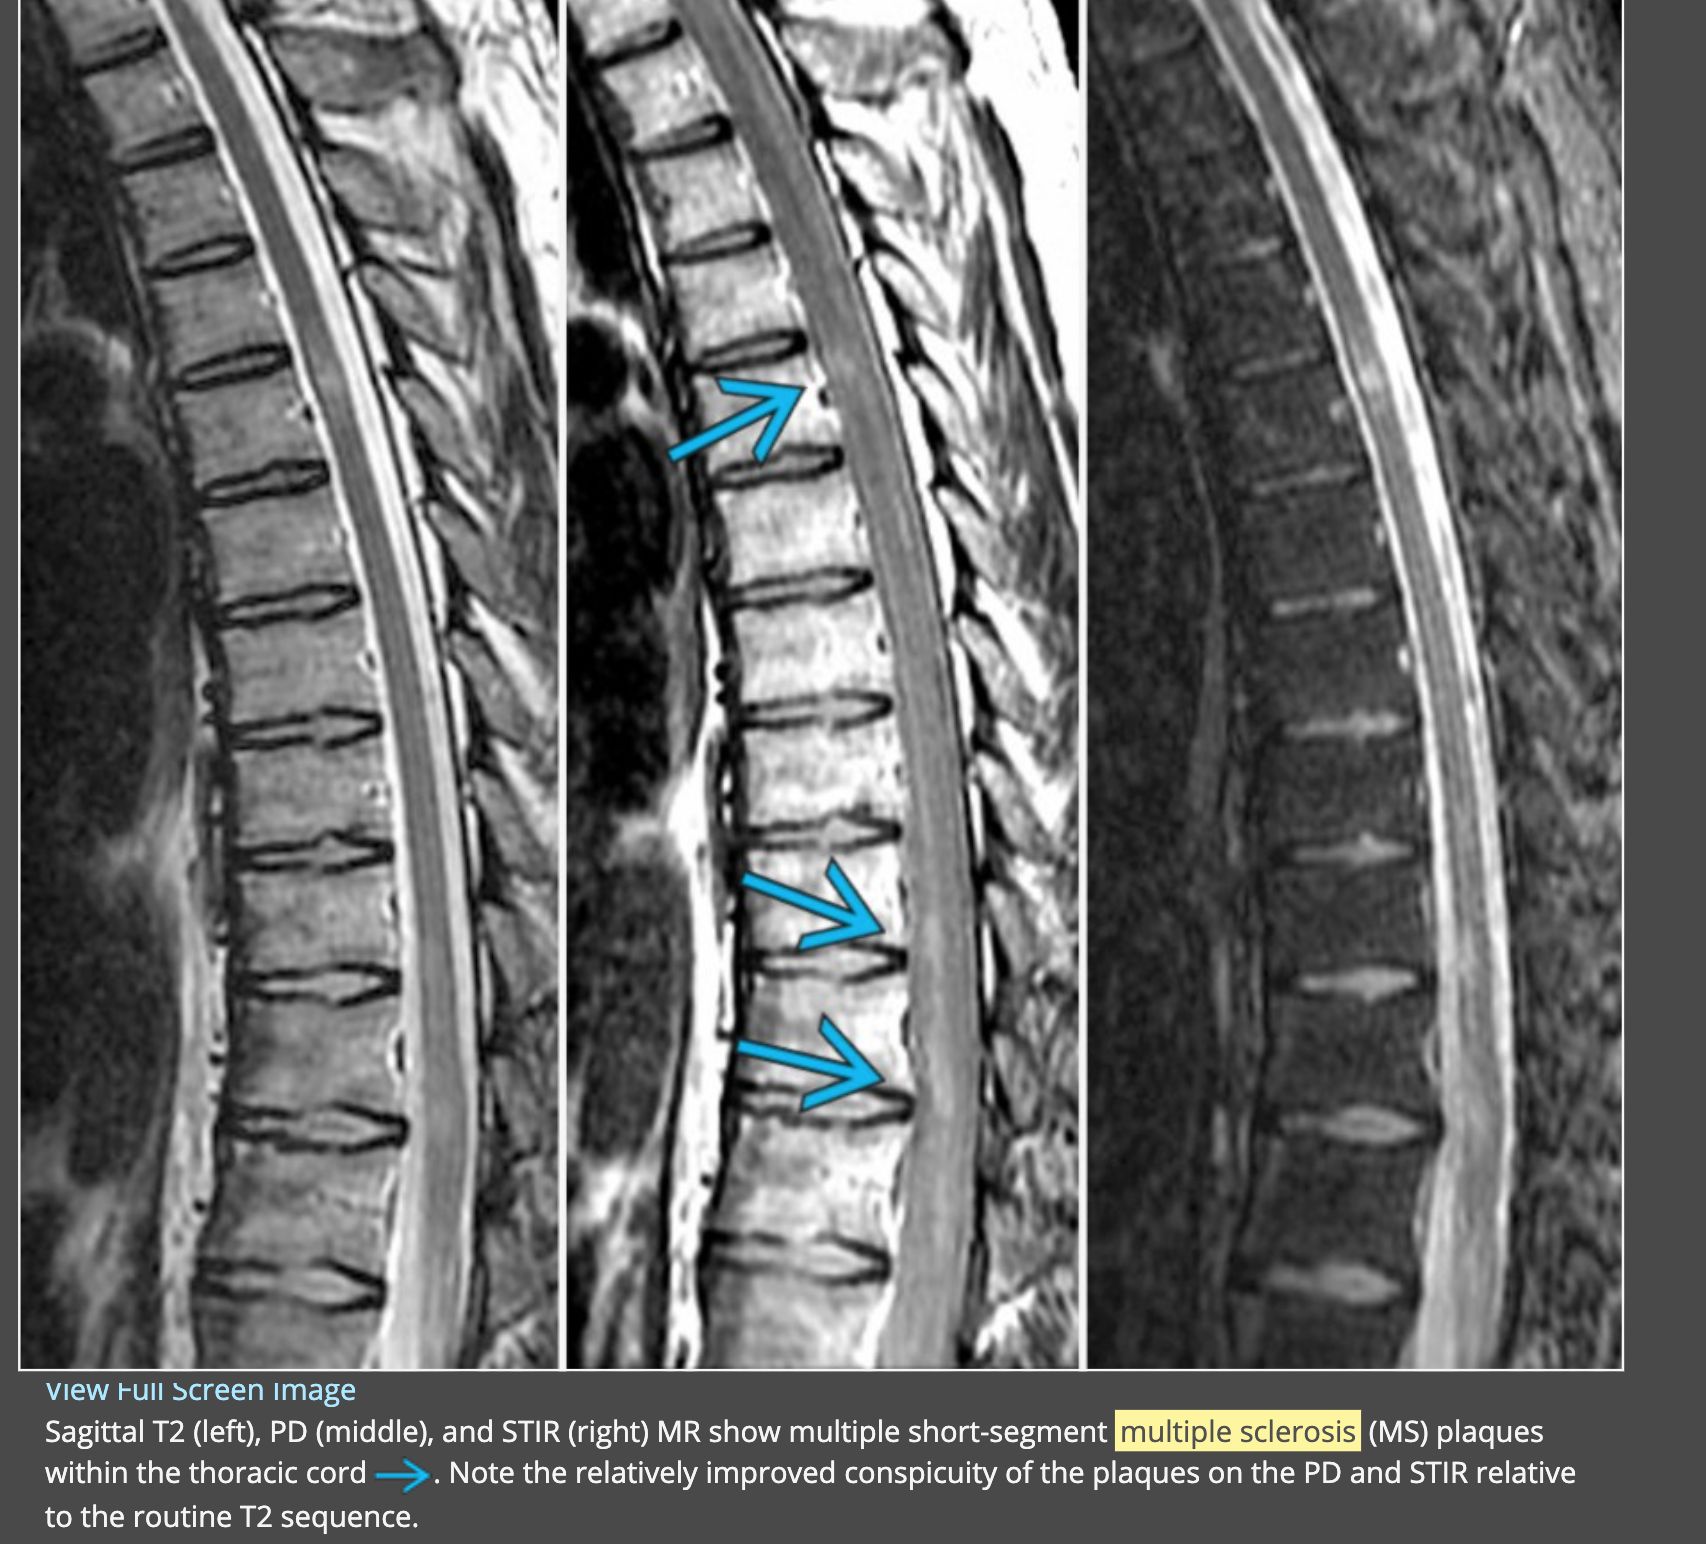 View Full Screen Image
Sagittal T2 (left), PD (middle), and STIR (right) MR show multiple short-segment multiple sclerosis (MS) plaques
within the thoracic cord . Note the relatively improved conspicuity of the plaques on the PD and STIR relative
to the routine T2 sequence.